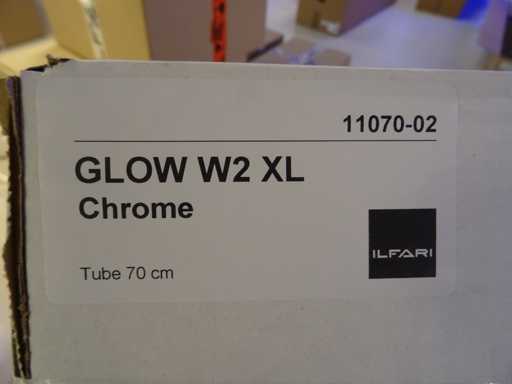 11070-02
GLOW W2 XL
Chrome
ILFARI
Tube 70 cm